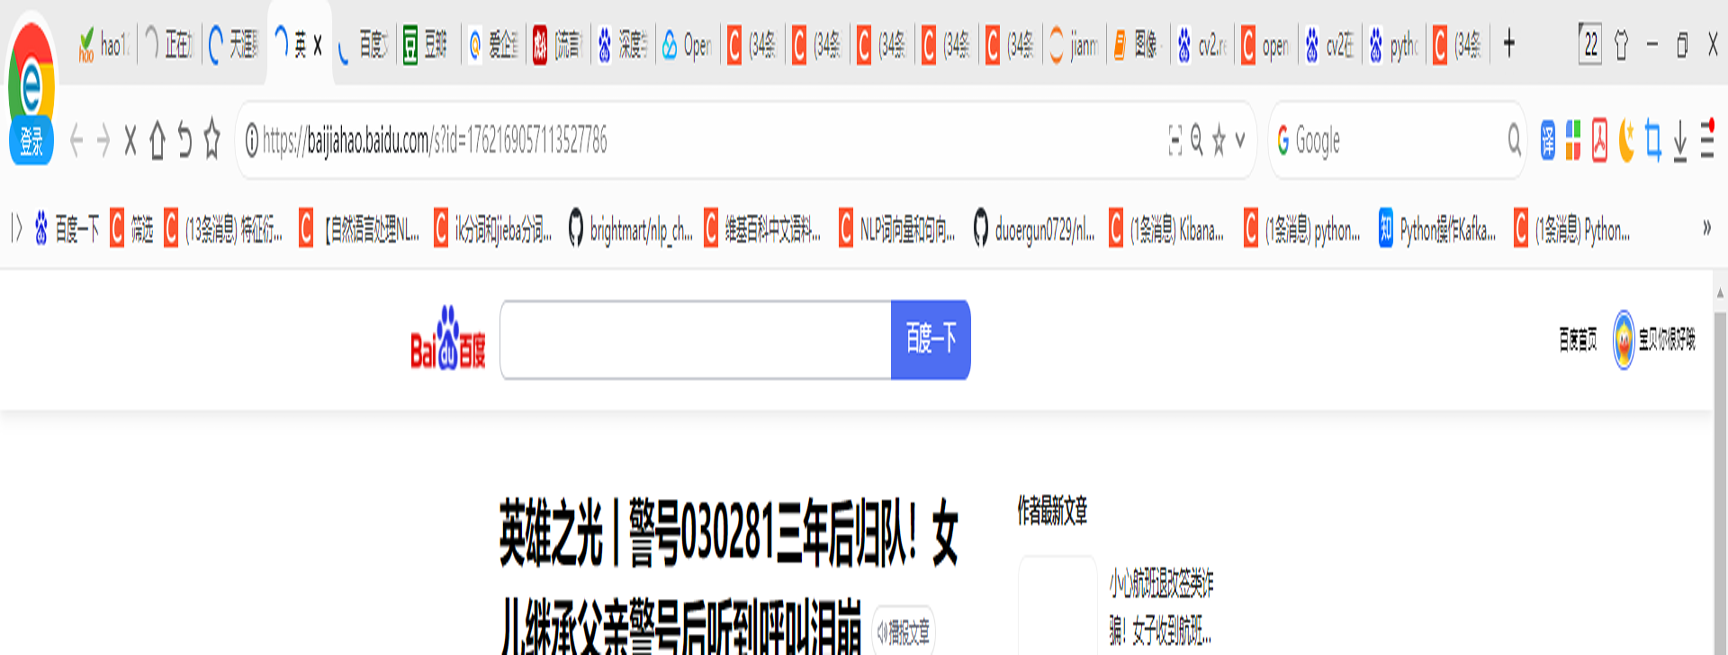 hao1 正在 天涯 英 百度 豆瓣 爱企 [流言 深度 Open (34条 (34条 (34条 (34条 (34条 jianm 图像 cv2.re open cv2在 pytho (34条 22
登录 https://baijiahao.baidu.com/s?id=1762169057113527786 Google 译
百度一下 筛选 (13条消息) 特征衍... 【自然语言处理NL... ik分词和jieba分词... brightmart/nlp_ch... 维基百科中文语料... NLP词向量和句向... duoergun0729/nl... (1条消息) Kibana... (1条消息) python... 知 Python操作Kafka... (1条消息) Python...
Bai du 百度 百度一下 百度首页 宝贝你很好哦
英雄之光丨警号030281三年后归队！女
儿继承父亲警号后听到呼叫泪崩 播报文章
作者最新文章
小心航班退改签类诈
骗！女子收到航班...